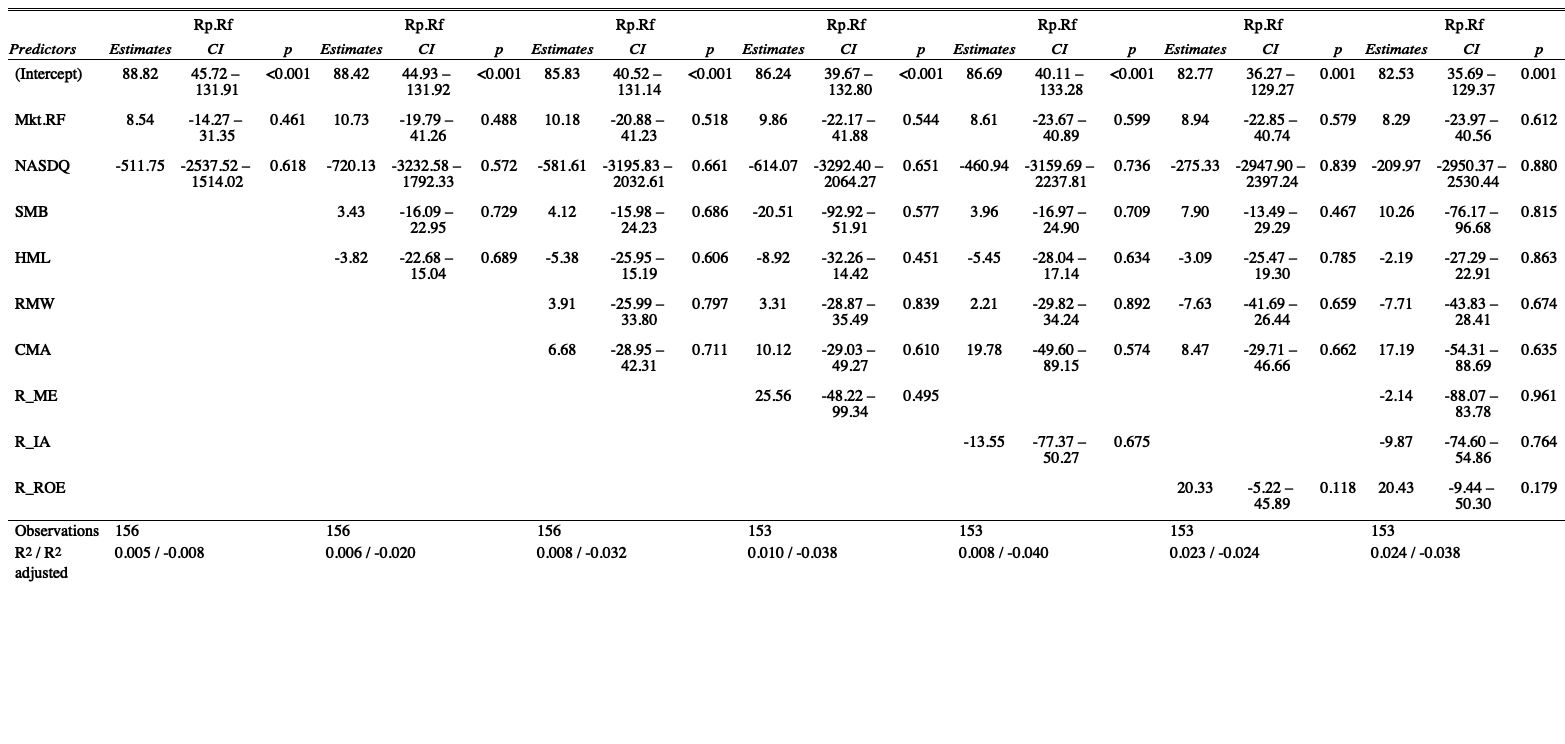 Rp.Rf Rp.Rf Rp.Rf Rp.Rf Rp.Rf Rp.Rf Rp.Rf
Predictors Estimates CI p Estimates CI p Estimates CI p Estimates CI p Estimates CI p Estimates CI p Estimates CI p
(Intercept) 88.82 45.72 – <0.001 88.42 44.93 – <0.001 85.83 40.52 – <0.001 86.24 39.67 – <0.001 86.69 40.11 – <0.001 82.77 36.27 – 0.001 82.53 35.69 – 0.001
131.91 131.92 131.14 132.80 133.28 129.27 129.37
Mkt.RF 8.54 -14.27 – 0.461 10.73 -19.79 – 0.488 10.18 -20.88 – 0.518 9.86 -22.17 – 0.544 8.61 -23.67 – 0.599 8.94 -22.85 – 0.579 8.29 -23.97 – 0.612
31.35 41.26 41.23 41.88 40.89 40.74 40.56
NASDQ -511.75 -2537.52 – 0.618 -720.13 -3232.58 – 0.572 -581.61 -3195.83 – 0.661 -614.07 -3292.40 – 0.651 -460.94 -3159.69 – 0.736 -275.33 -2947.90 – 0.839 -209.97 -2950.37 – 0.880
1514.02 1792.33 2032.61 2064.27 2237.81 2397.24 2530.44
SMB 3.43 -16.09 – 0.729 4.12 -15.98 – 0.686 -20.51 -92.92 – 0.577 3.96 -16.97 – 0.709 7.90 -13.49 – 0.467 10.26 -76.17 – 0.815
22.95 24.23 51.91 24.90 29.29 96.68
HML -3.82 -22.68 – 0.689 -5.38 -25.95 – 0.606 -8.92 -32.26 – 0.451 -5.45 -28.04 – 0.634 -3.09 -25.47 – 0.785 -2.19 -27.29 – 0.863
15.04 15.19 14.42 17.14 19.30 22.91
RMW 3.91 -25.99 – 0.797 3.31 -28.87 – 0.839 2.21 -29.82 – 0.892 -7.63 -41.69 – 0.659 -7.71 -43.83 – 0.674
33.80 35.49 34.24 26.44 28.41
CMA 6.68 -28.95 – 0.711 10.12 -29.03 – 0.610 19.78 -49.60 – 0.574 8.47 -29.71 – 0.662 17.19 -54.31 – 0.635
42.31 49.27 89.15 46.66 88.69
R_ME 25.56 -48.22 – 0.495 -2.14 -88.07 – 0.961
99.34 83.78
R_IA -13.55 -77.37 – 0.675 -9.87 -74.60 – 0.764
50.27 54.86
R_ROE 20.33 -5.22 – 0.118 20.43 -9.44 – 0.179
45.89 50.30
Observations 156 156 156 153 153 153 153
R2 / R2 0.005 / -0.008 0.006 / -0.020 0.008 / -0.032 0.010 / -0.038 0.008 / -0.040 0.023 / -0.024 0.024 / -0.038
adjusted